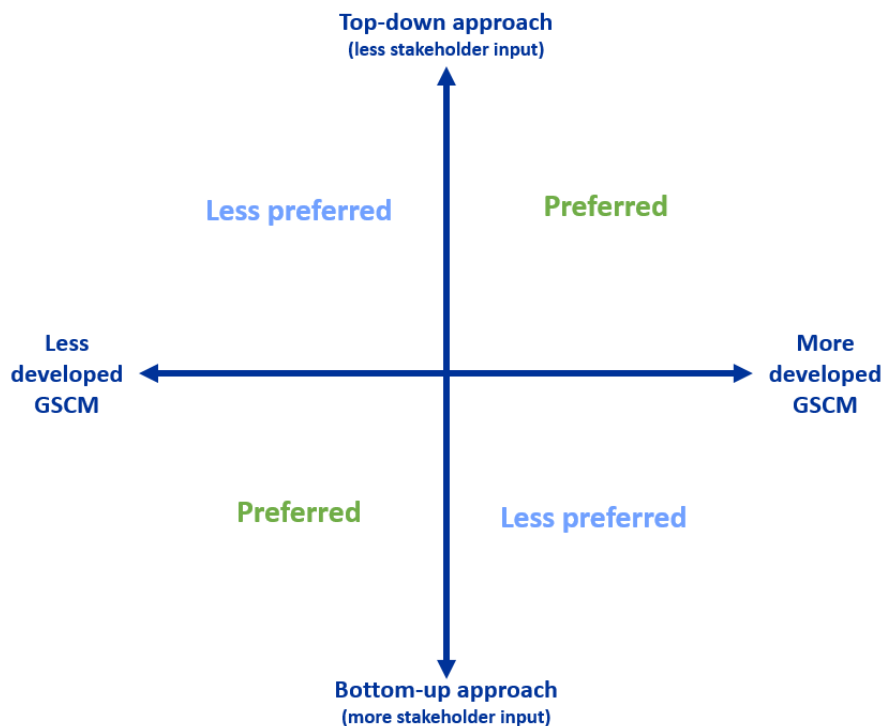 Top-down approach
(less stakeholder input)
Less preferred
Preferred
Less
developed
GSCM
More
developed
GSCM
Preferred
Less preferred
Bottom-up approach
(more stakeholder input)